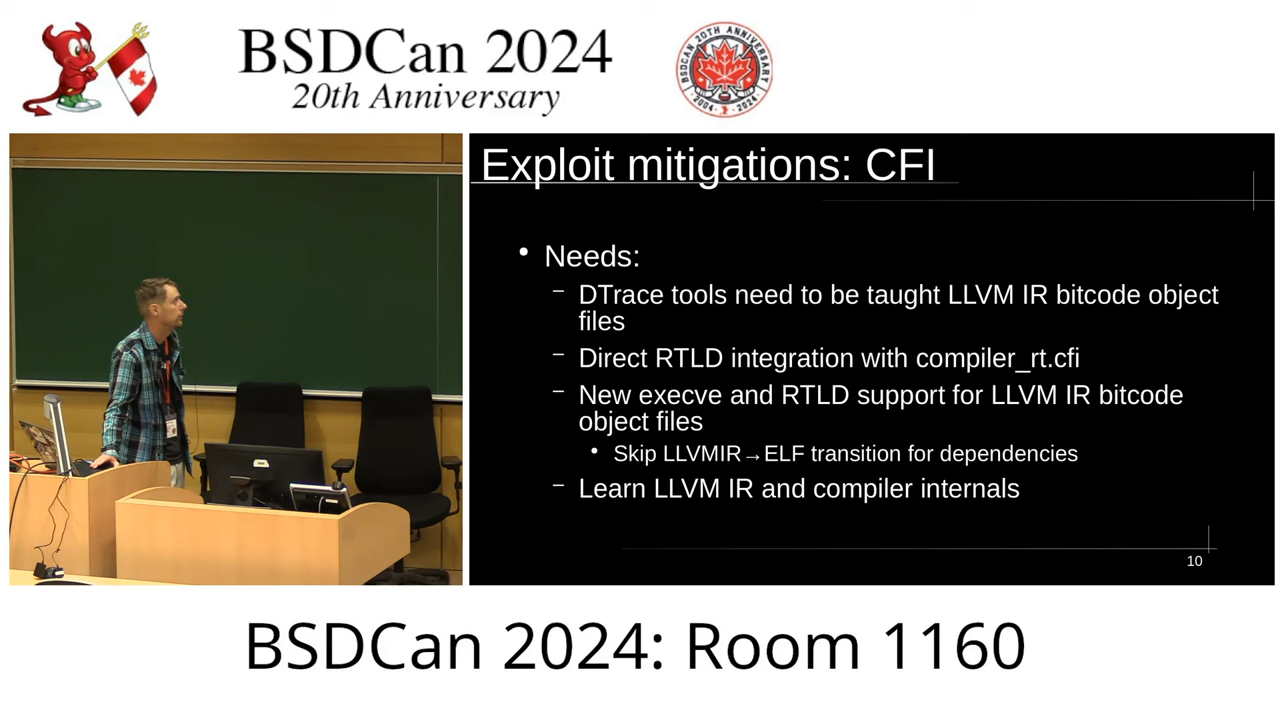 BSDCan 2024
20th Anniversary
BSDCAN 20TH ANNIVERSARY
2004 2024
Exploit mitigations: CFI
• Needs:
– DTrace tools need to be taught LLVM IR bitcode object
files
– Direct RTLD integration with compiler_rt.cfi
– New execve and RTLD support for LLVM IR bitcode
object files
• Skip LLVMIR→ELF transition for dependencies
– Learn LLVM IR and compiler internals
10
BSDCan 2024: Room 1160